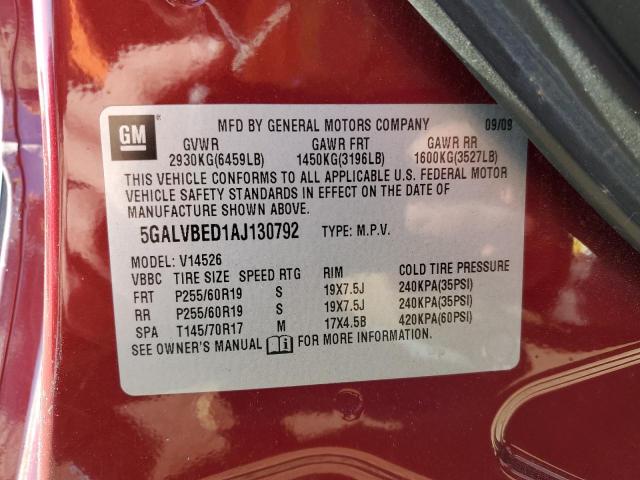 GM ®
MFD BY GENERAL MOTORS COMPANY 09/09
GVWR GAWR FRT GAWR RR
2930KG(6459LB) 1450KG(3196LB) 1600KG(3527LB)
THIS VEHICLE CONFORMS TO ALL APPLICABLE U.S. FEDERAL MOTOR
VEHICLE SAFETY STANDARDS IN EFFECT ON THE DATE OF
MANUFACTURE SHOWN ABOVE.
5GALVBED1AJ130792 TYPE: M.P.V.
MODEL: V14526
VBBC TIRE SIZE SPEED RTG RIM COLD TIRE PRESSURE
FRT P255/60R19 S 19X7.5J 240KPA(35PSI)
RR P255/60R19 S 19X7.5J 240KPA(35PSI)
SPA T145/70R17 M 17X4.5B 420KPA(60PSI)
SEE OWNER'S MANUAL FOR MORE INFORMATION.